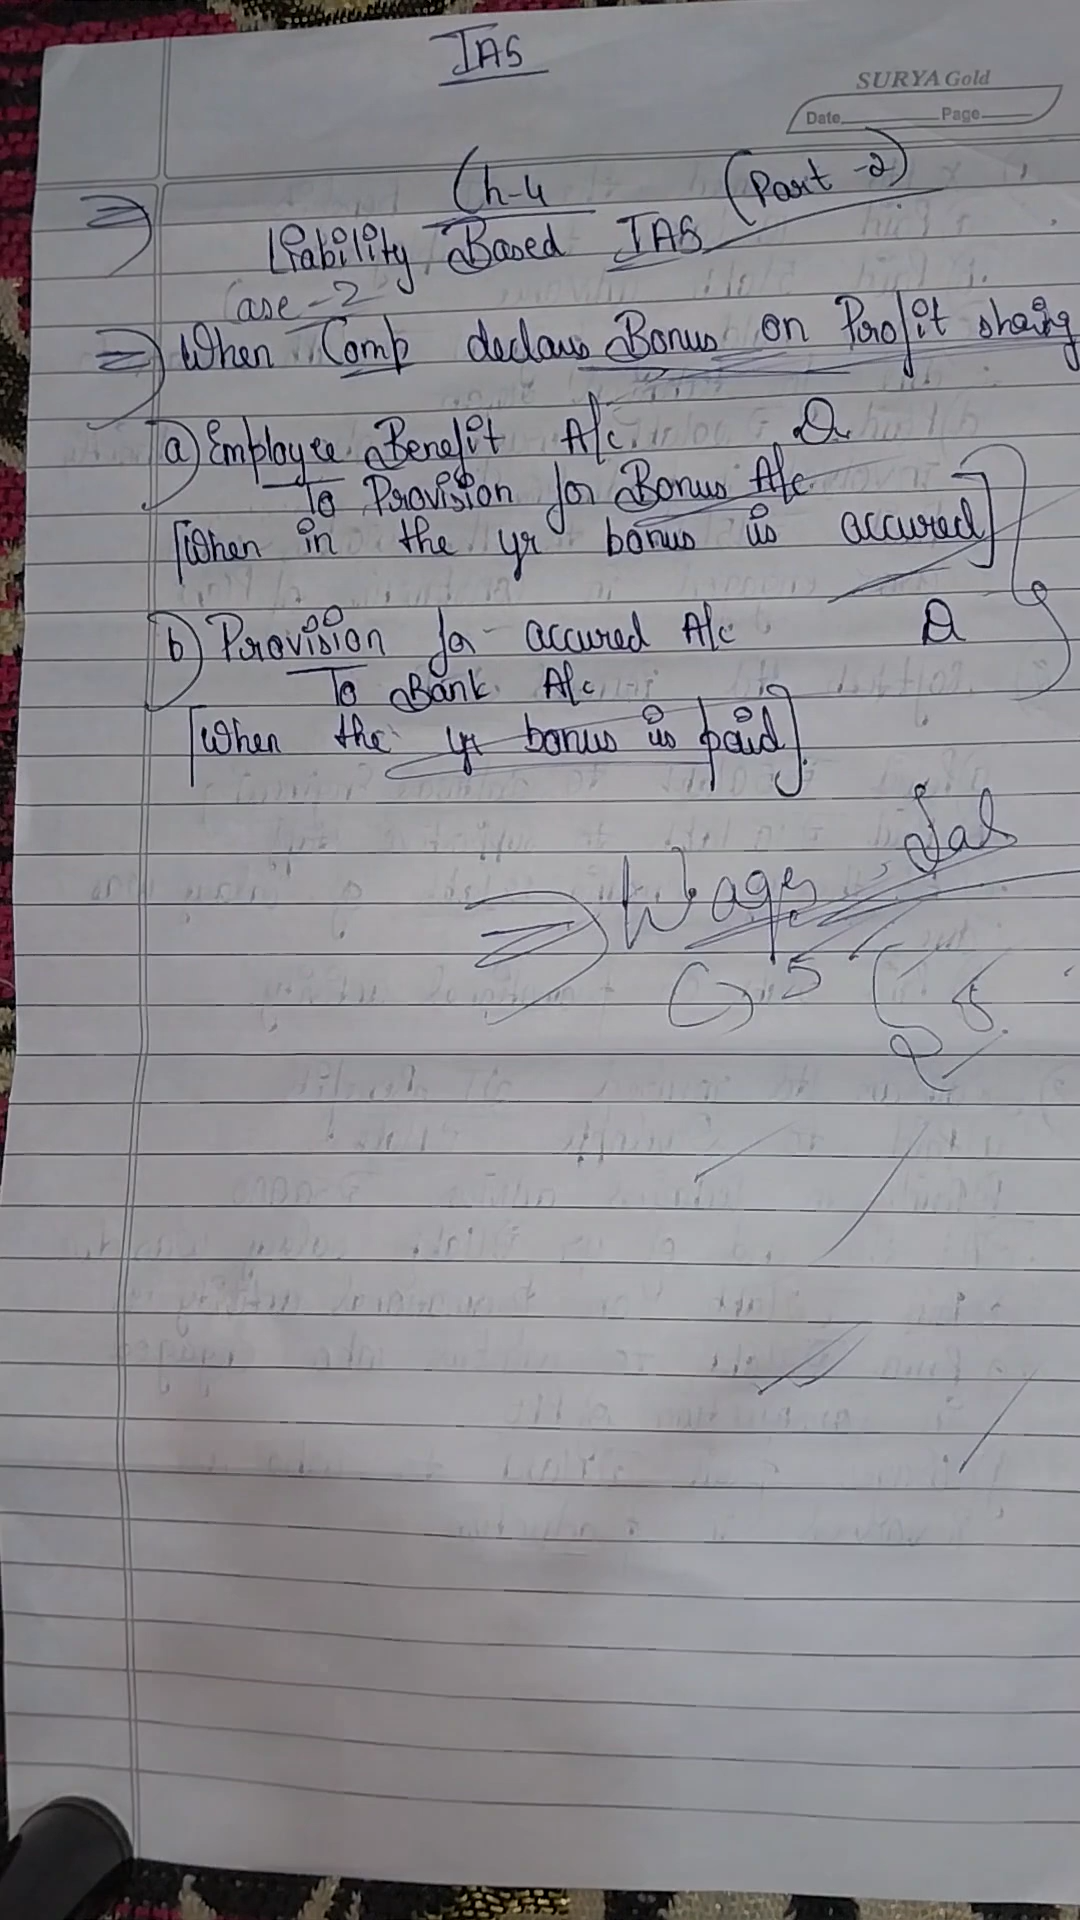 IAS
SURYA Gold
Date Page
Ch-4 (Part -2)
Liability Based IAS
Case -2
When Comp declaus Bonus on Profit sharing
a) Employee Benefit A/c. Dr
To Provision for Bonus A/c.
[When in the yr bonus is accured]
b) Provision for accured A/c Dr
To Bank A/c
[When the yr bonus is paid]
Wages, Sal